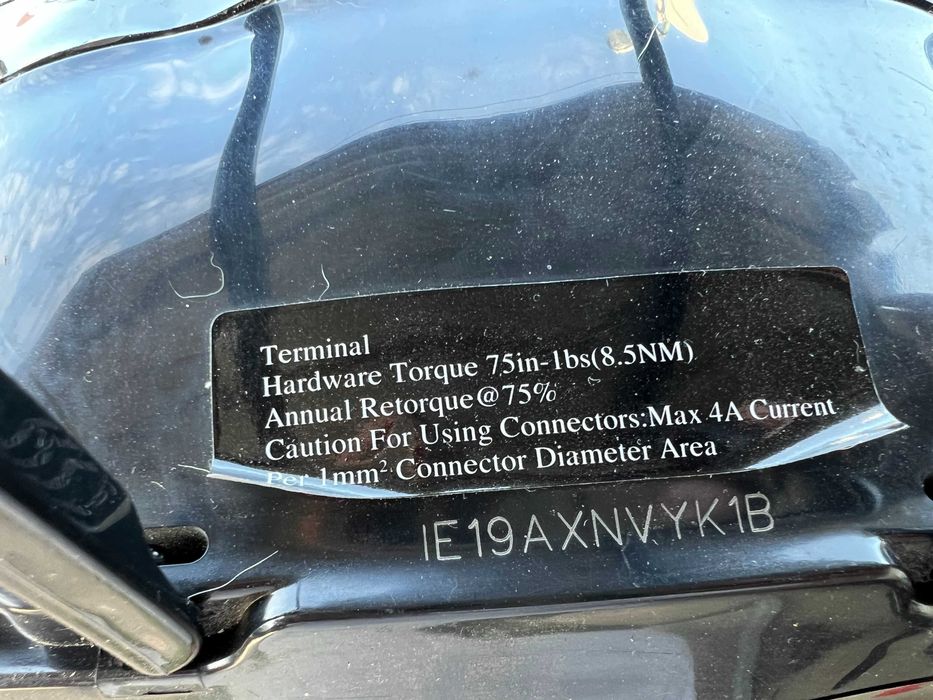 Terminal
Hardware Torque 75in-1bs(8.5NM)
Annual Retorque@75%
Caution For Using Connectors:Max 4A Current
Per 1mm² Connector Diameter Area
IE19AXNVYK1B